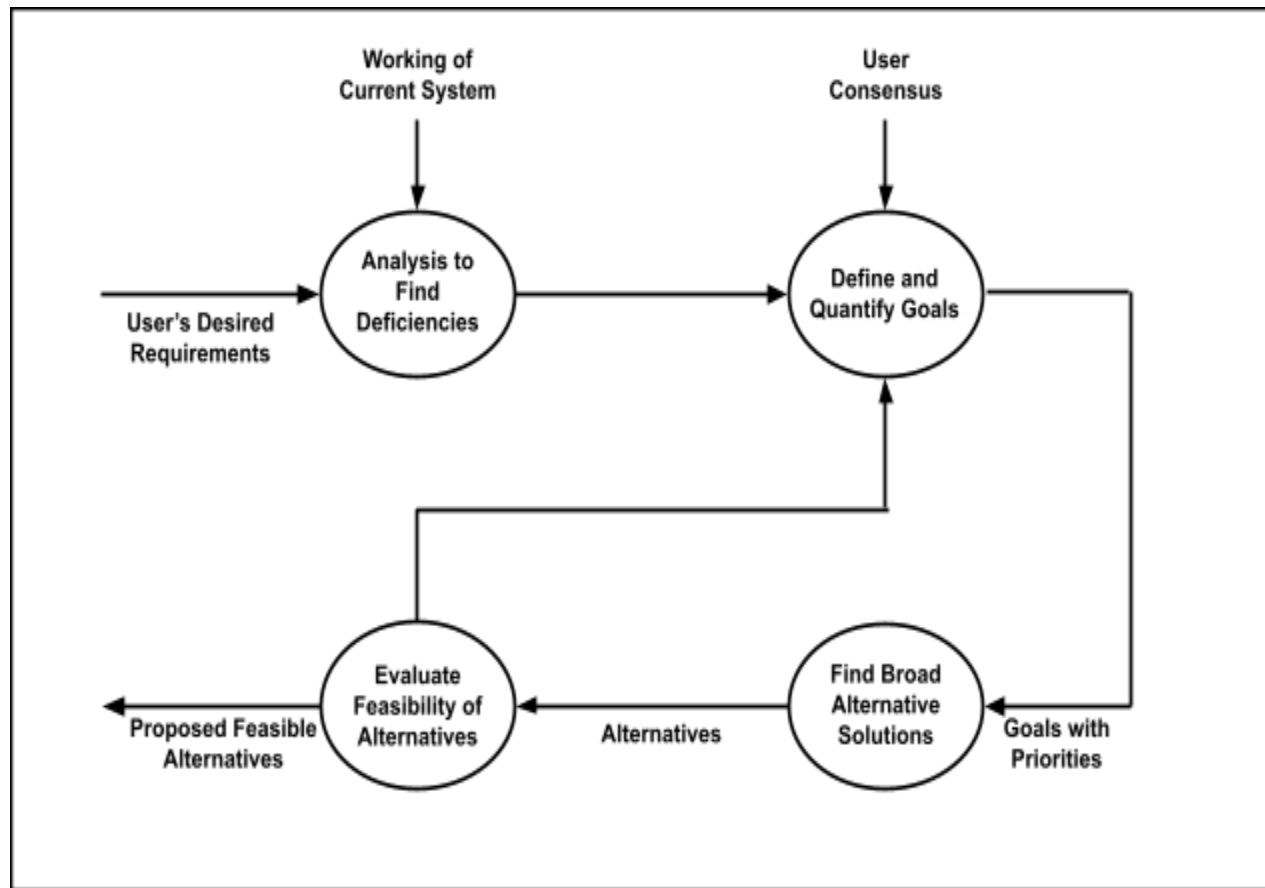 Working of
Current System
User
Consensus
Analysis to
Find
Deficiencies
Define and
Quantify Goals
User's Desired
Requirements
Evaluate
Feasibility of
Alternatives
Find Broad
Alternative
Solutions
Proposed Feasible
Alternatives
Alternatives
Goals with
Priorities